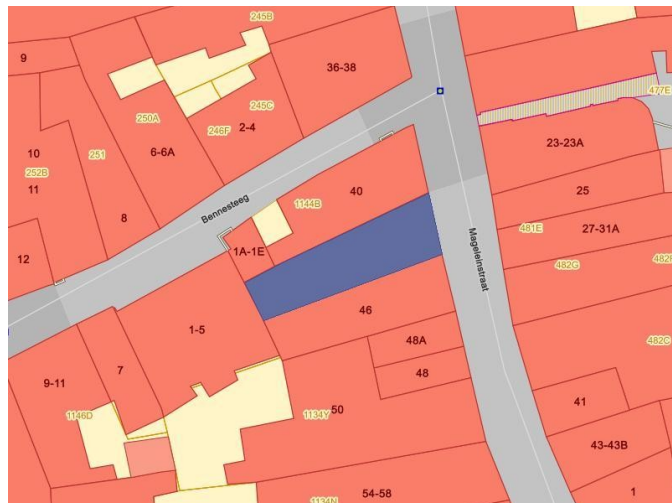 245B
9
36-38
477E
250A
245C
246F
2-4
23-23A
10
252B
11
251
6-6A
8
Bennesteeg
1144B
40
25
481E
27-31A
12
1A-1E
Mageleinstraat
482G
1-5
46
48A
48
482C
9-11
7
41
1146D
1134Y
50
43-43B
54-58
1